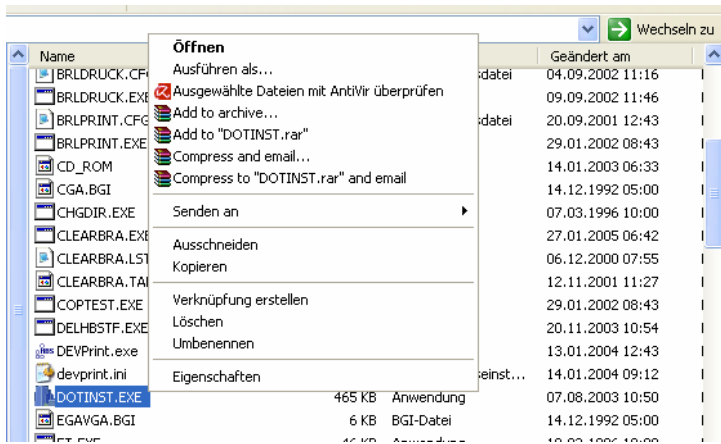 Wechseln zu
Name
Geändert am
BRLDRUCK.CFG
sdatei 04.09.2002 11:16
BRLDRUCK.EXE
09.09.2002 11:46
BRLPRINT.CFG
sdatei 20.09.2001 12:43
BRLPRINT.EXE
29.01.2002 08:43
CD_ROM
14.01.2003 06:33
CGA.BGI
14.12.1992 05:00
CHGDIR.EXE
07.03.1996 10:00
CLEARBRA.EXE
27.01.2005 06:42
CLEARBRA.LST
06.12.2000 07:55
CLEARBRA.TA
12.11.2001 11:27
COPTEST.EXE
29.01.2002 08:43
DELHBSTF.EXE
20.11.2003 10:54
DEVPrint.exe
13.01.2004 12:43
devprint.ini
seinst... 14.01.2004 09:12
DOTINST.EXE 465 KB Anwendung 07.08.2003 10:50
EGAVGA.BGI 6 KB BGI-Datei 14.12.1992 05:00
Öffnen
Ausführen als...
Ausgewählte Dateien mit AntiVir überprüfen
Add to archive...
Add to "DOTINST.rar"
Compress and email...
Compress to "DOTINST.rar" and email
Senden an
Ausschneiden
Kopieren
Verknüpfung erstellen
Löschen
Umbenennen
Eigenschaften